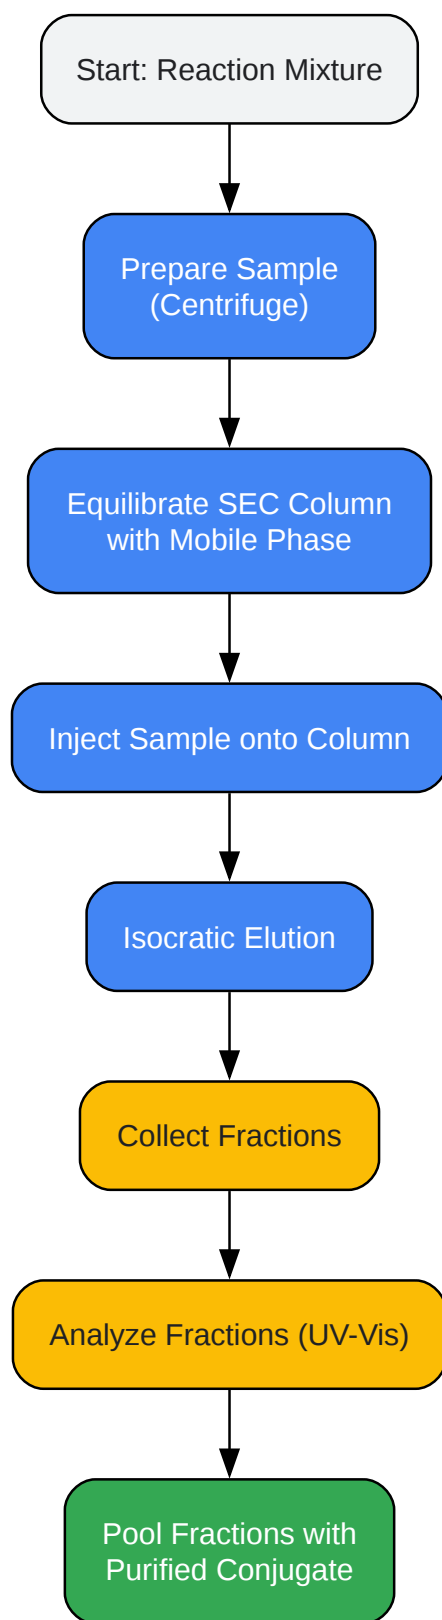 Start: Reaction Mixture
Prepare Sample
(Centrifuge)
Equilibrate SEC Column
with Mobile Phase
Inject Sample onto Column
Isocratic Elution
Collect Fractions
Analyze Fractions (UV-Vis)
Pool Fractions with
Purified Conjugate